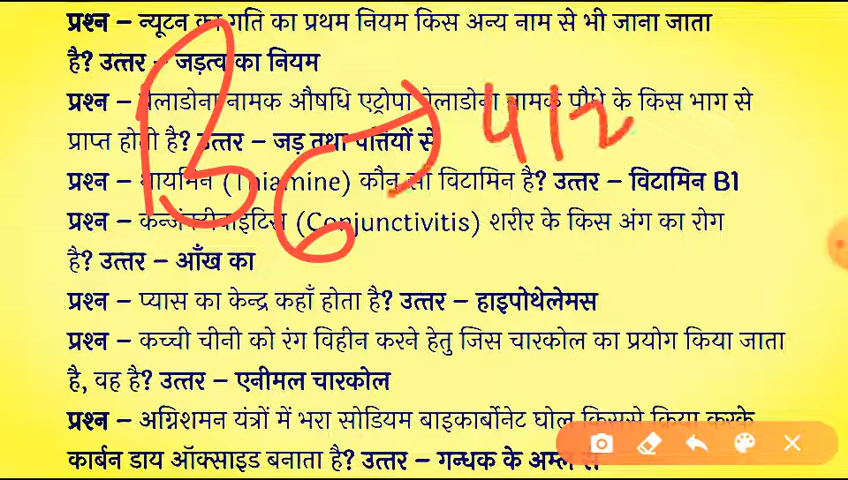 प्रश्न – न्यूटन का गति का प्रथम नियम किस अन्य नाम से भी जाना जाता
है? उत्तर – जड़त्व का नियम
प्रश्न – बेलाडोना नामक औषधि एट्रोपा बेलाडोना नामक पौधे के किस भाग से
प्राप्त होती है? उत्तर – जड़ तथा पत्तियों से
प्रश्न – थायमिन (Thiamine) कौन सा विटामिन है? उत्तर – विटामिन B1
प्रश्न – कन्जंक्टीवाइटिस (Conjunctivitis) शरीर के किस अंग का रोग
है? उत्तर – आँख का
प्रश्न – प्यास का केन्द्र कहाँ होता है? उत्तर – हाइपोथेलेमस
प्रश्न – कच्ची चीनी को रंग विहीन करने हेतु जिस चारकोल का प्रयोग किया जाता
है, वह है? उत्तर – एनीमल चारकोल
प्रश्न – अग्निशमन यंत्रों में भरा सोडियम बाइकार्बोनेट घोल किससे किया करके
कार्बन डाय ऑक्साइड बनाता है? उत्तर – गन्धक के अम्ल से